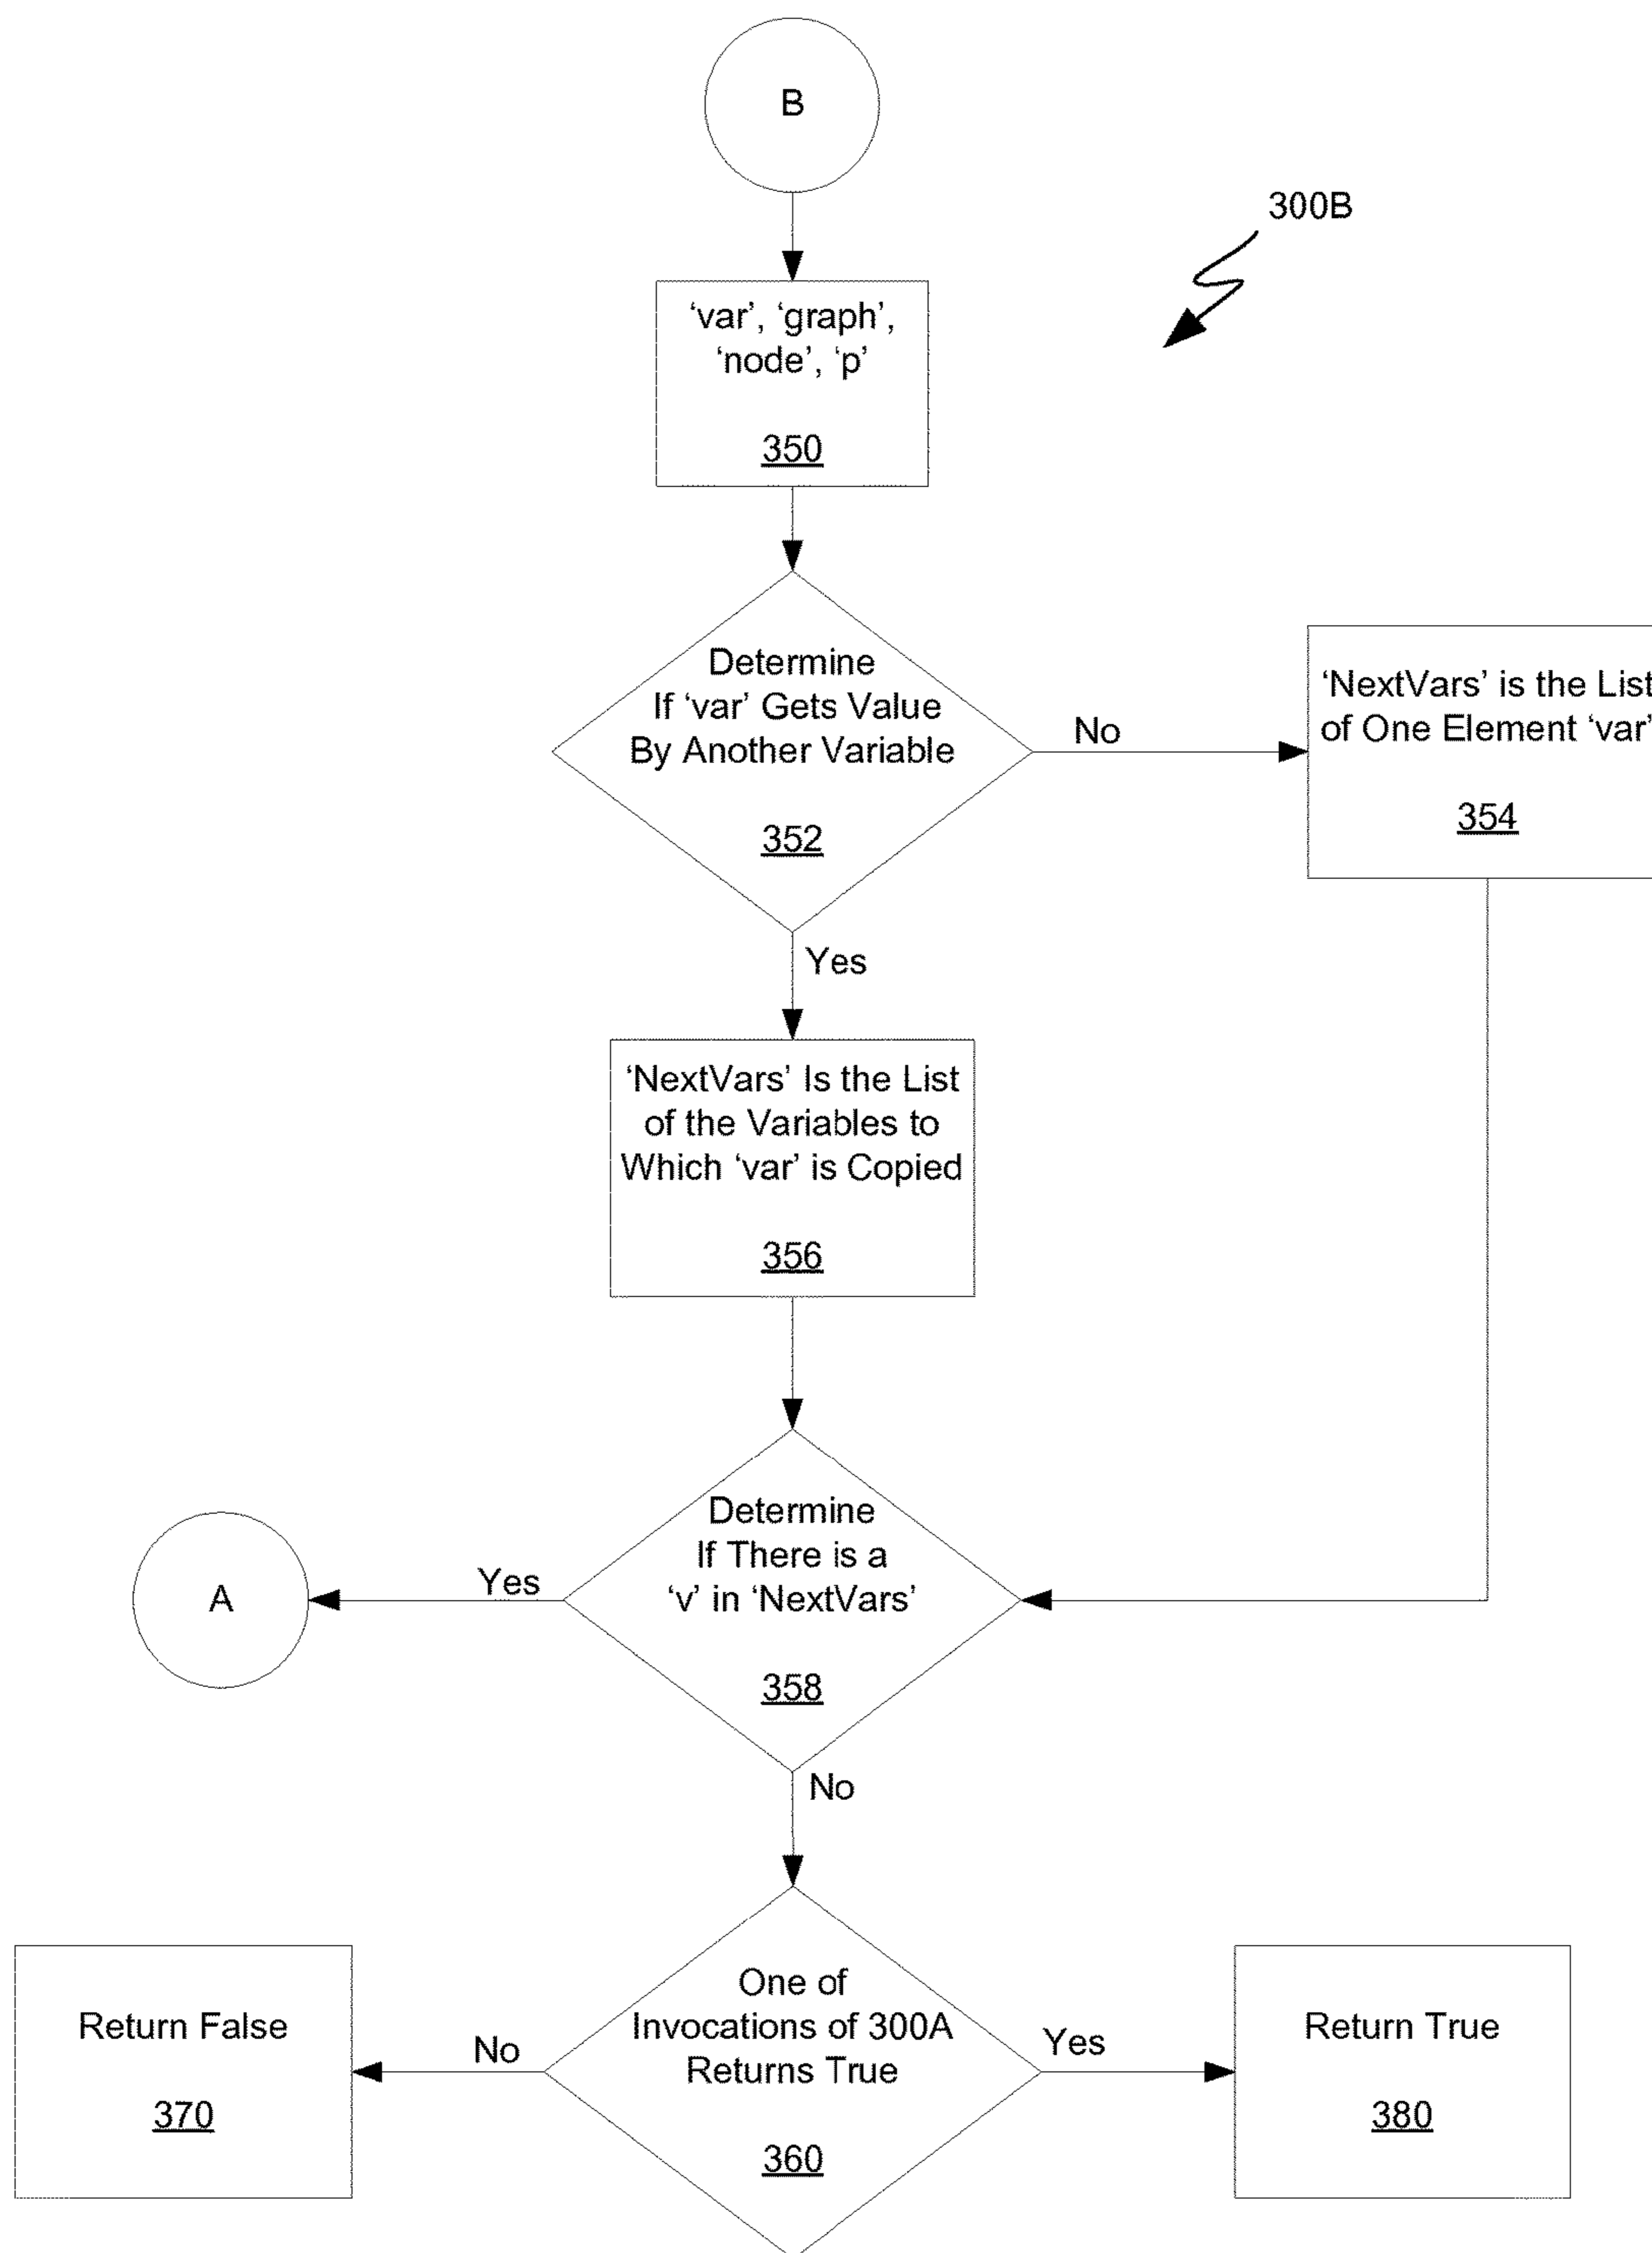 B
300B
‘var’, ‘graph’,
‘node’, ‘p’
350
Determine
If ‘var’ Gets Value
By Another Variable
352
No
‘NextVars’ is the List
of One Element ‘var’
354
Yes
‘NextVars’ Is the List
of the Variables to
Which ‘var’ is Copied
356
Determine
If There is a
‘v’ in ‘NextVars’
358
Yes
A
No
One of
Invocations of 300A
Returns True
360
No
Return False
370
Yes
Return True
380